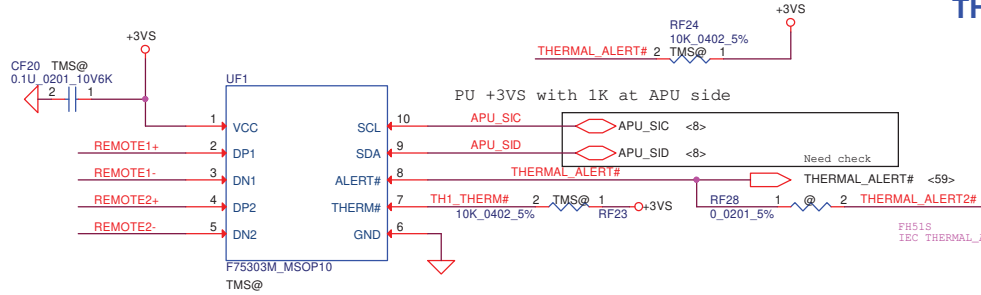 TH
+3VS
RF24
10K_0402_5%
THERMAL_ALERT# 2 TMS@ 1
+3VS
CF20 TMS@
0.1U_0201_10V6K
2 1
UF1
PU +3VS with 1K at APU side
1 VCC SCL 10 APU_SIC APU_SIC <8>
REMOTE1+ 2 DP1 SDA 9 APU_SID APU_SID <8>
Need check
REMOTE1- 3 DN1 ALERT# 8 THERMAL_ALERT# THERMAL_ALERT# <59>
REMOTE2+ 4 DP2 THERM# 7 TH1_THERM# 2 TMS@ 1 +3VS
10K_0402_5% RF23
RF28 1 @ 2 THERMAL_ALERT2#
0_0201_5%
REMOTE2- 5 DN2 GND 6
FH51S
IEC THERMAL_
F75303M_MSOP10
TMS@